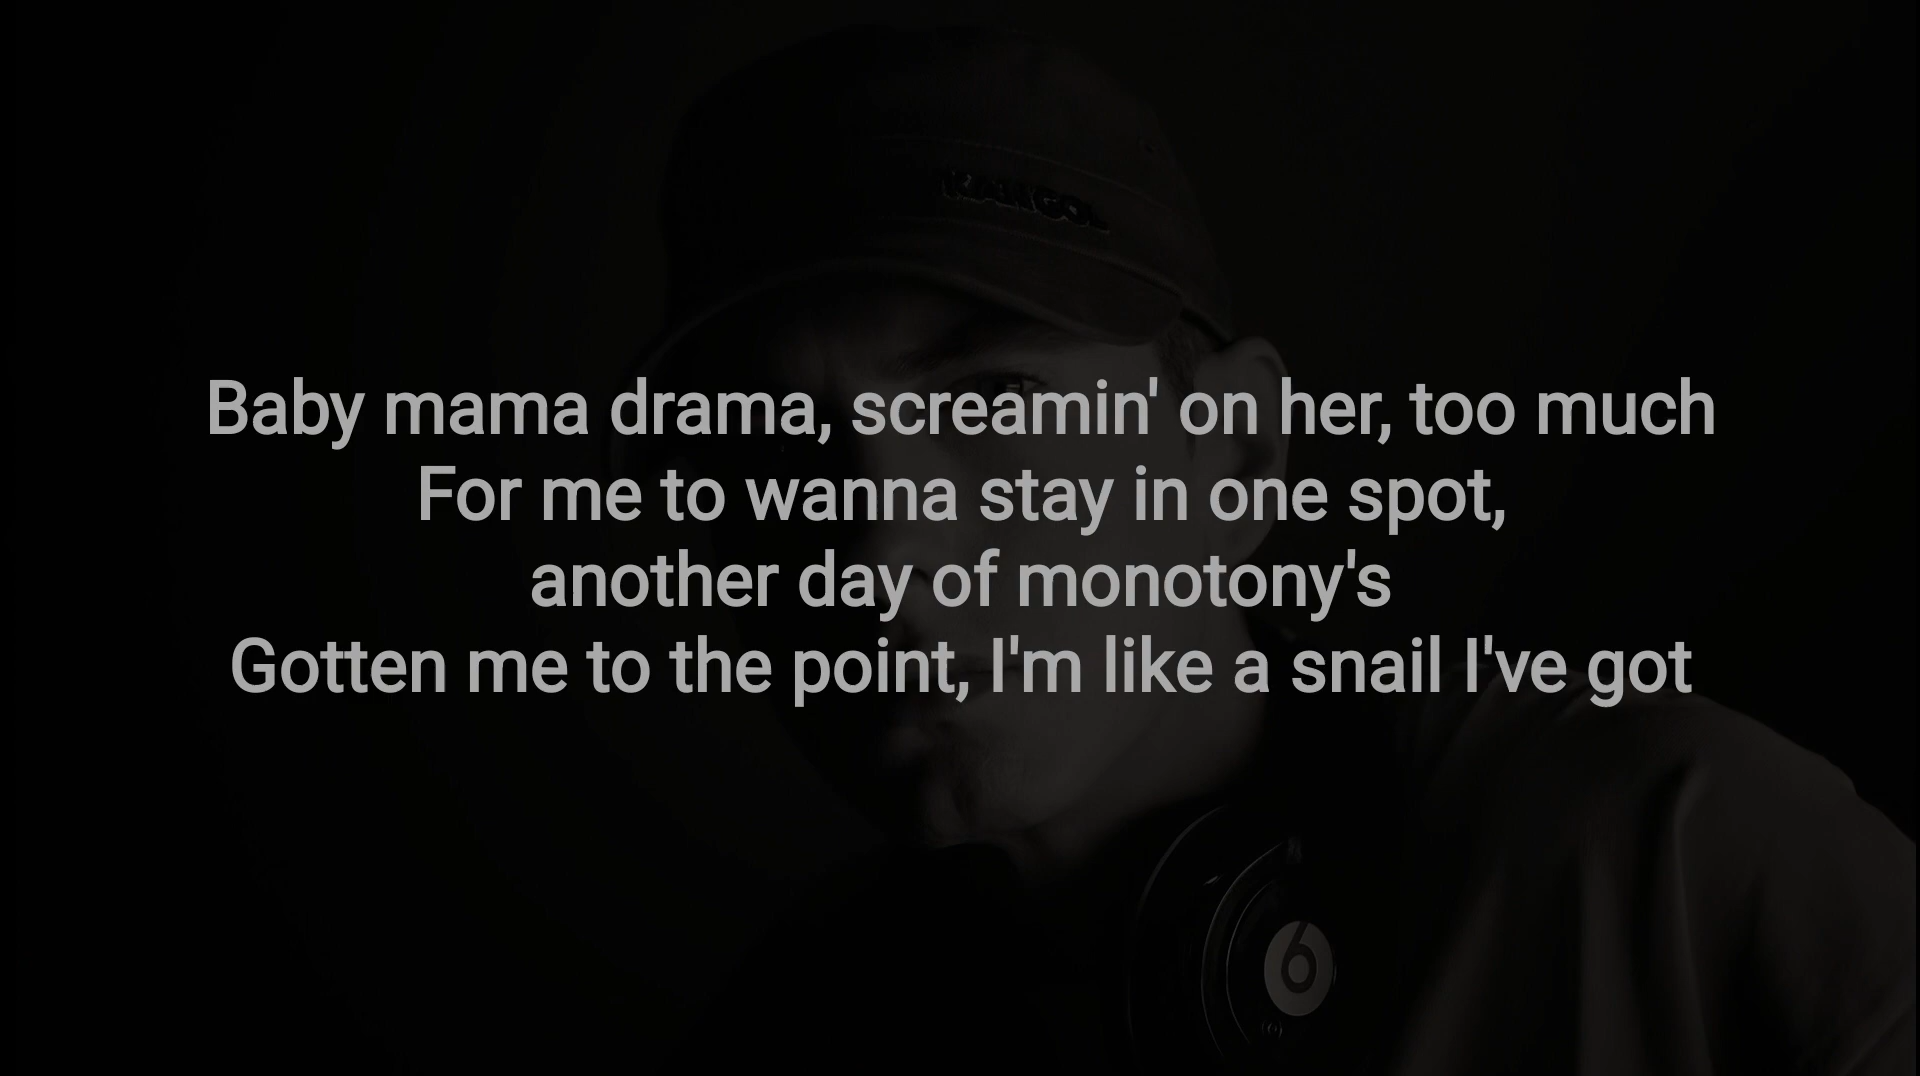 KANGOL
Baby mama drama, screamin' on her, too much
For me to wanna stay in one spot,
another day of monotony's
Gotten me to the point, I'm like a snail I've got